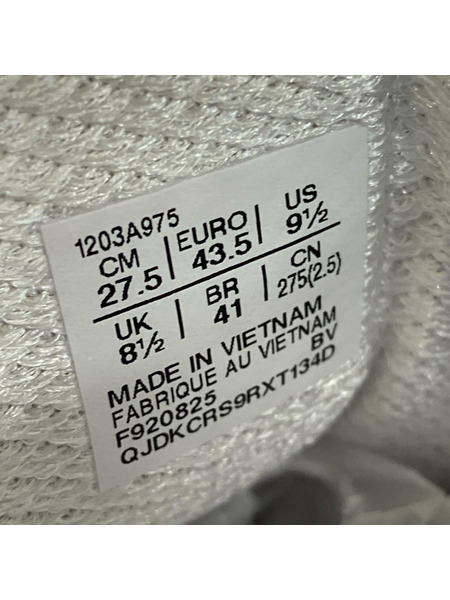 1203A975
CM | EURO | US
27.5 | 43.5 | 9½
UK | BR | CN
8½ | 41 | 275(2.5)
MADE IN VIETNAM
FABRIQUE AU VIETNAM
F920825 BV
QJDKCRS9RXT134D